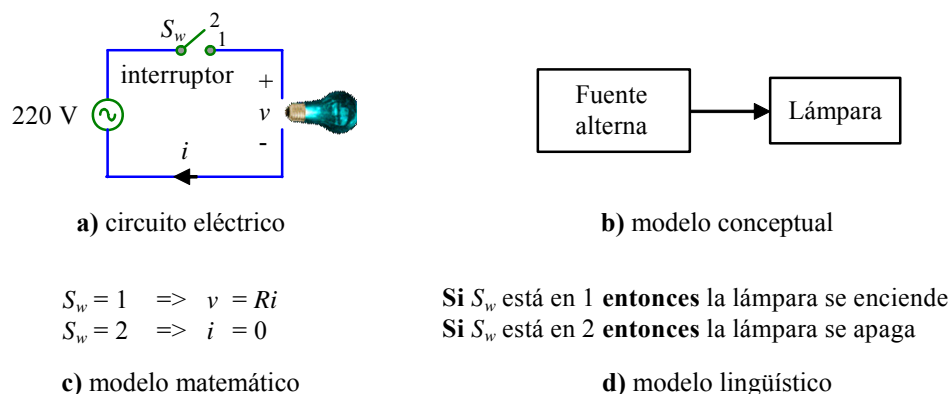 S_w 2
1
interruptor
+
220 V
v
-
i
Fuente
alterna
Lámpara
a) circuito eléctrico
b) modelo conceptual
S_w = 1 => v = Ri
S_w = 2 => i = 0
Si S_w está en 1 entonces la lámpara se enciende
Si S_w está en 2 entonces la lámpara se apaga
c) modelo matemático
d) modelo lingüístico